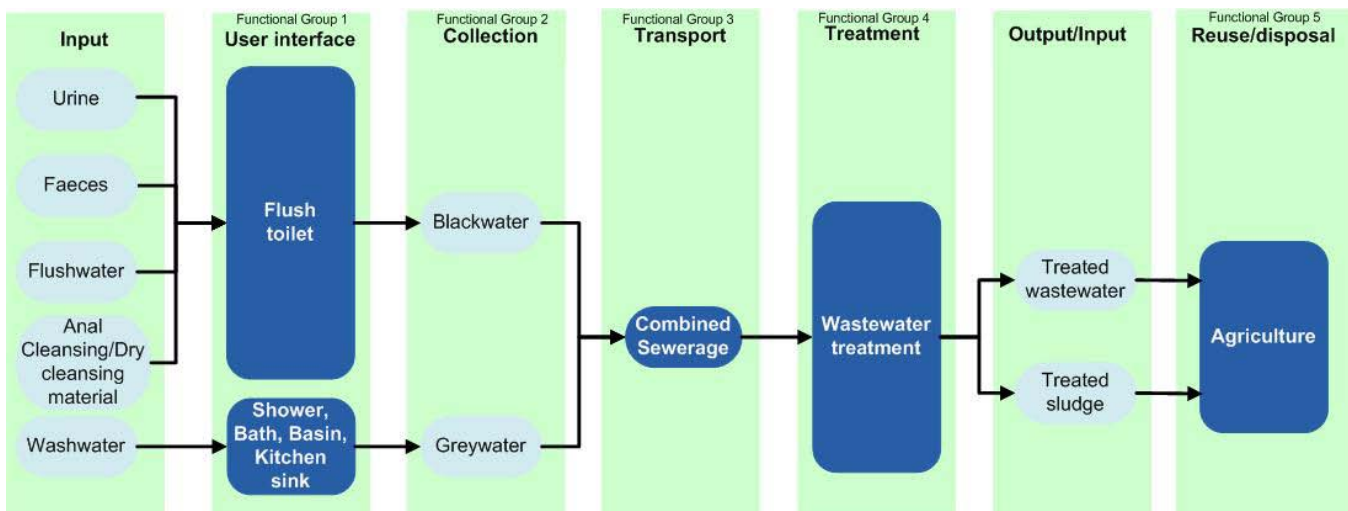 Input
Urine
Faeces
Flushwater
Anal
Cleansing/Dry
cleansing
material
Washwater
Functional Group 1
User interface
Flush
toilet
Shower,
Bath, Basin,
Kitchen
sink
Functional Group 2
Collection
Blackwater
Greywater
Functional Group 3
Transport
Combined
Sewerage
Functional Group 4
Treatment
Wastewater
treatment
Output/Input
Treated
wastewater
Treated
sludge
Functional Group 5
Reuse/disposal
Agriculture